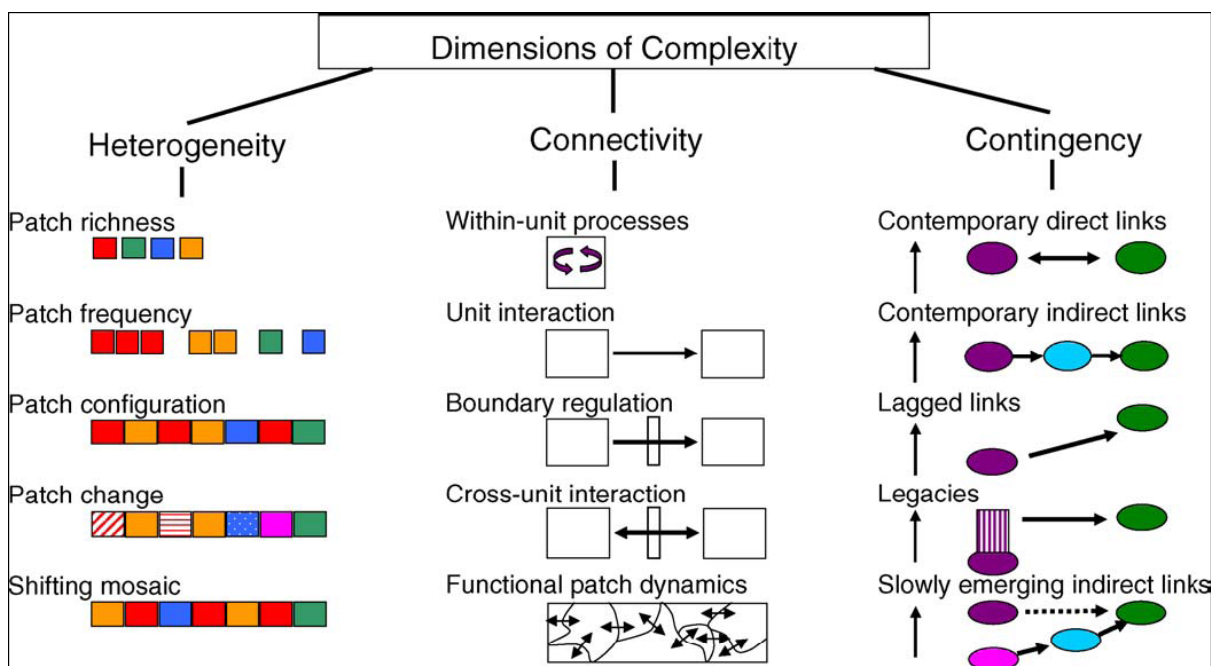 Dimensions of Complexity
Heterogeneity
Patch richness
Patch frequency
Patch configuration
Patch change
Shifting mosaic
Connectivity
Within-unit processes
Unit interaction
Boundary regulation
Cross-unit interaction
Functional patch dynamics
Contingency
Contemporary direct links
Contemporary indirect links
Lagged links
Legacies
Slowly emerging indirect links